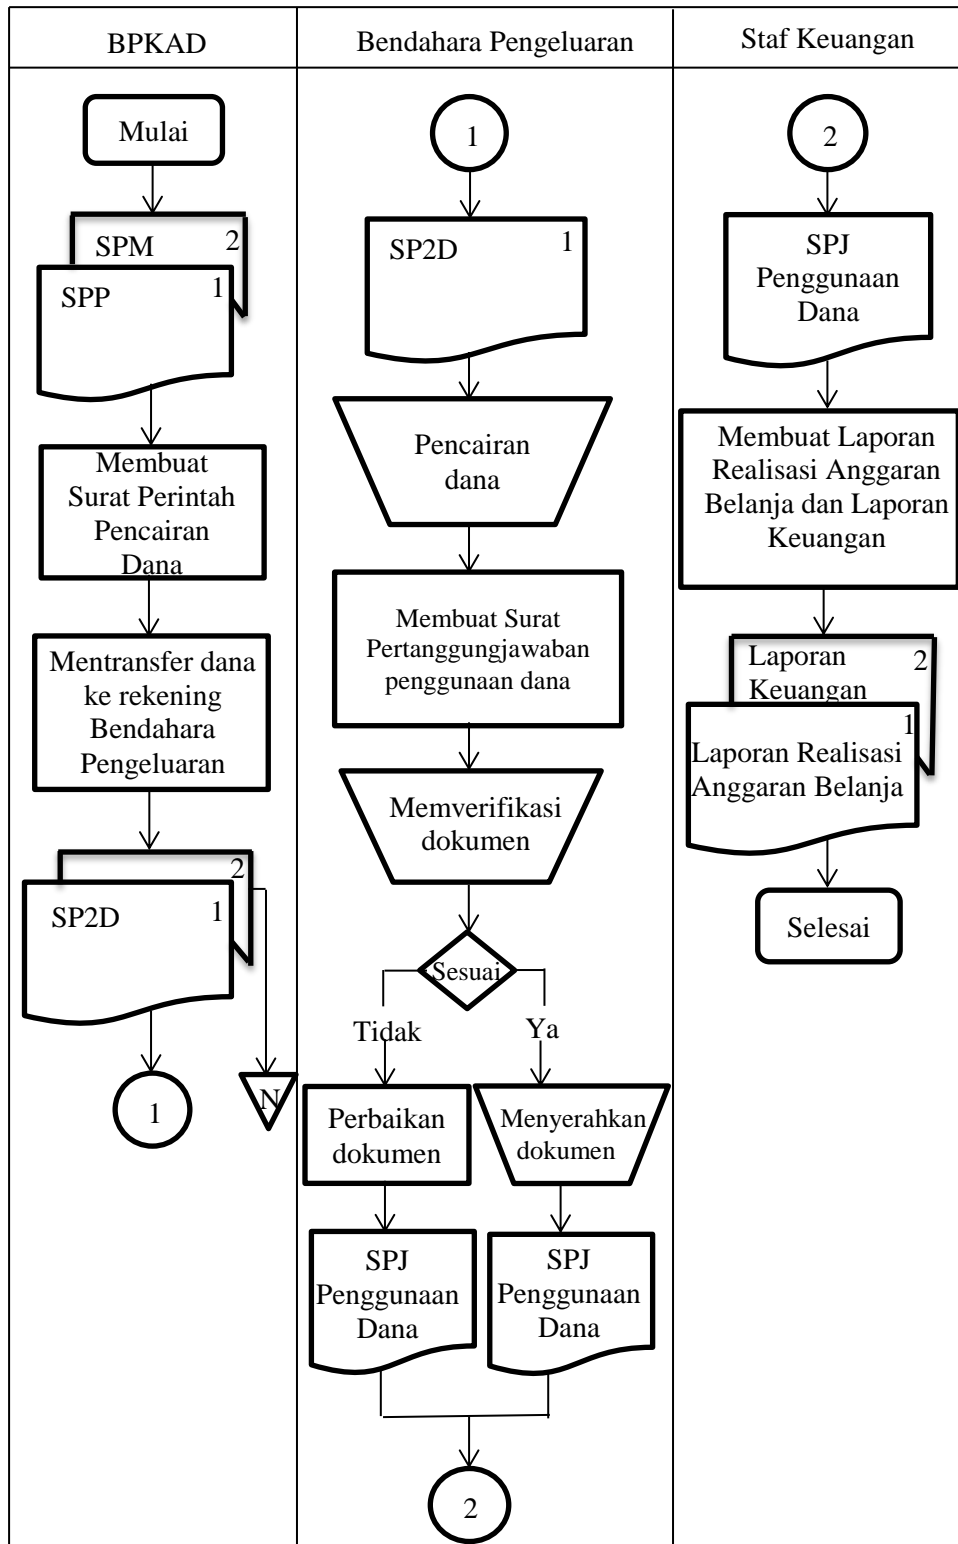 BPKAD
Bendahara Pengeluaran
Staf Keuangan
Mulai
SPM
2
SPP
1
Membuat
Surat Perintah
Pencairan
Dana
Mentransfer dana
ke rekening
Bendahara
Pengeluaran
2
SP2D
1
1
N
1
SP2D
1
Pencairan
dana
Membuat Surat
Pertanggungjawaban
penggunaan dana
Memverifikasi
dokumen
Sesuai
Tidak
Ya
Perbaikan
dokumen
Menyerahkan
dokumen
SPJ
Penggunaan
Dana
SPJ
Penggunaan
Dana
2
2
SPJ
Penggunaan
Dana
Membuat Laporan
Realisasi Anggaran
Belanja dan Laporan
Keuangan
Laporan
Keuangan
2
1
Laporan Realisasi
Anggaran Belanja
Selesai